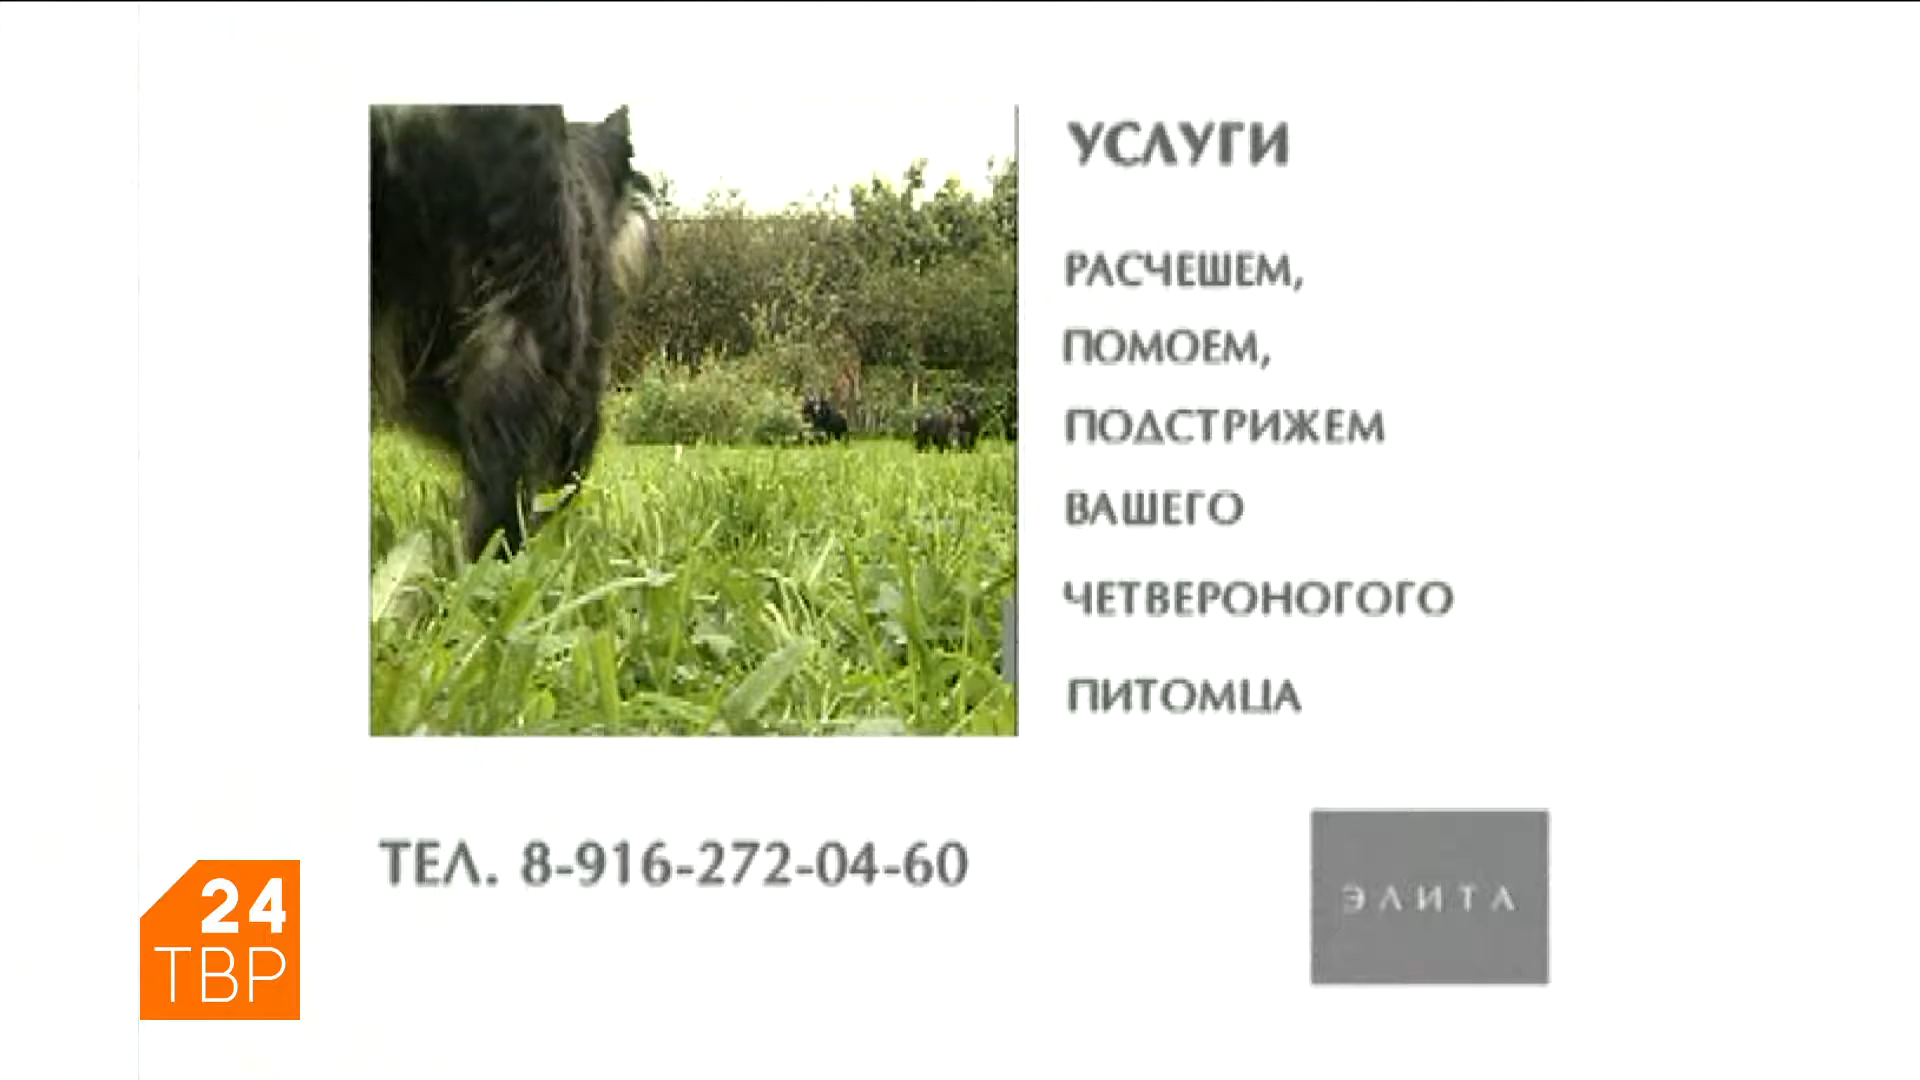 УСЛУГИ
РАСЧЕШЕМ,
ПОМОЕМ,
ПОДСТРИЖЕМ
ВАШЕГО
ЧЕТВЕРОНОГОГО
ПИТОМЦА
ТЕЛ. 8-916-272-04-60
ЭЛИТА
24
ТВР